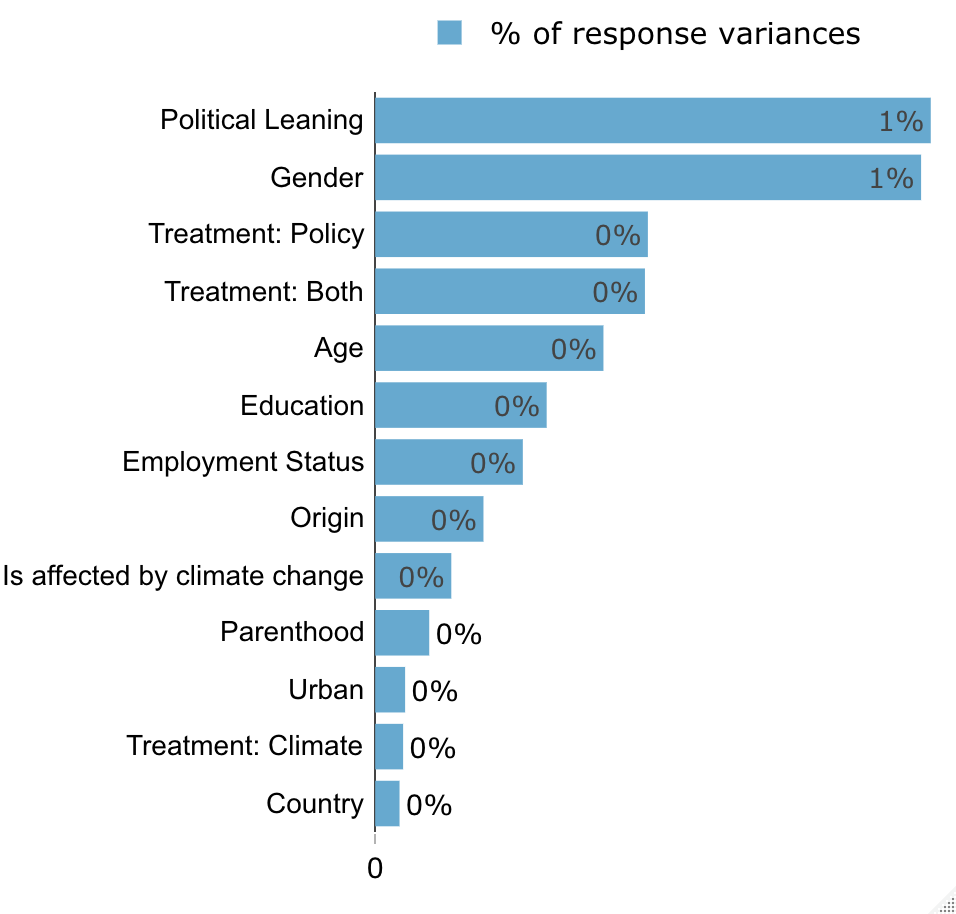 % of response variances
Political Leaning 1%
Gender 1%
Treatment: Policy 0%
Treatment: Both 0%
Age 0%
Education 0%
Employment Status 0%
Origin 0%
Is affected by climate change 0%
Parenthood 0%
Urban 0%
Treatment: Climate 0%
Country 0%
0